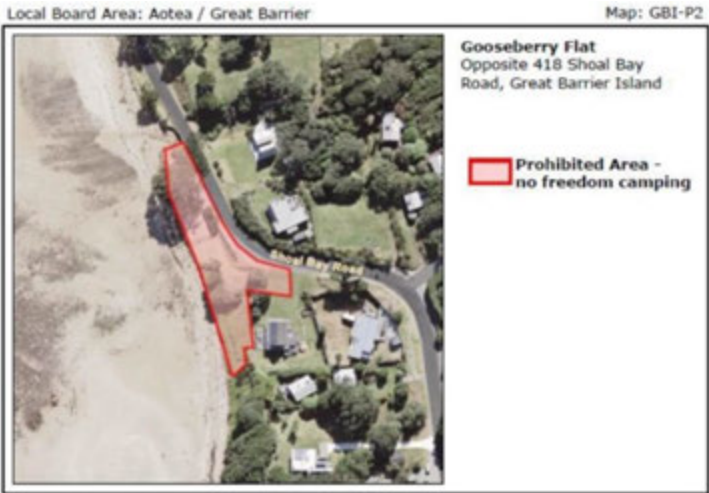 Local Board Area: Aotea / Great Barrier
Map: GBI-P2
Gooseberry Flat
Opposite 418 Shoal Bay
Road, Great Barrier Island
Prohibited Area -
no freedom camping
Shoal Bay Road